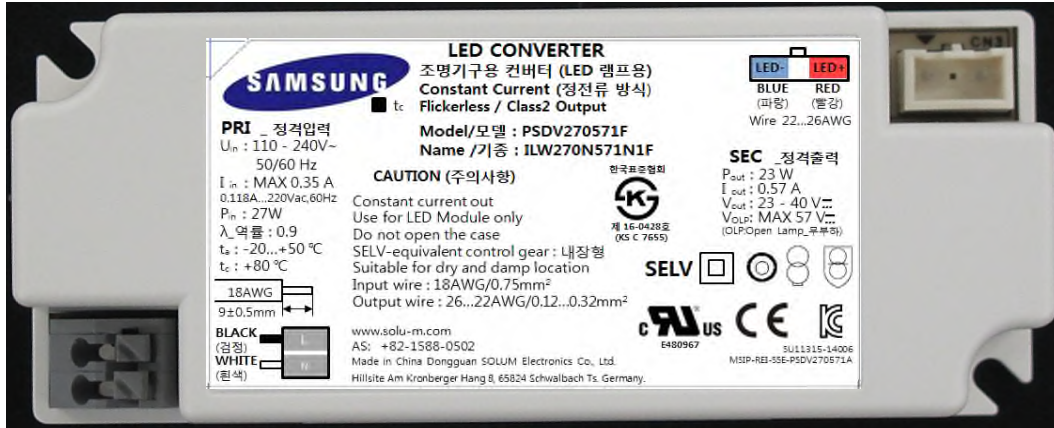 LED CONVERTER
조명기구용 컨버터 (LED 램프용)
Constant Current (정전류 방식)
tc Flickerless / Class2 Output
SAMSUNG
Model/모델 : PSDV270571F
Name /기종 : ILW270N571N1F
PRI _ 정격입력
Uin : 110 - 240V~
50/60 Hz
I in : MAX 0.35 A
0.118A...220Vac,60Hz
Pin : 27W
λ_역률 : 0.9
ta : -20...+50 ℃
tc : +80 ℃
18AWG
9±0.5mm
BLACK
(검정)
L
WHITE
(흰색)
N
CAUTION (주의사항)
Constant current out
Use for LED Module only
Do not open the case
SELV-equivalent control gear : 내장형
Suitable for dry and damp location
Input wire : 18AWG/0.75mm²
Output wire : 26...22AWG/0.12...0.32mm²
www.solu-m.com
AS: +82-1588-0502
Made in China Dongguan SOLUM Electronics Co., Ltd.
Hillsite Am Kronberger Hang 8, 65824 Schwalbach Ts. Germany.
한국표준협회
제 16-0428호
(KS C 7655)
LED- LED+
BLUE RED
(파랑) (빨강)
Wire 22...26AWG
CN3
SEC _정격출력
Pout : 23 W
I out : 0.57 A
Vout : 23 - 40 V⎓
VOLP: MAX 57 V⎓
(OLP:Open Lamp_무부하)
SELV
c RU US
E480967
CE
SU11315-14006
MSIP-REI-SSE-PSDV270571A